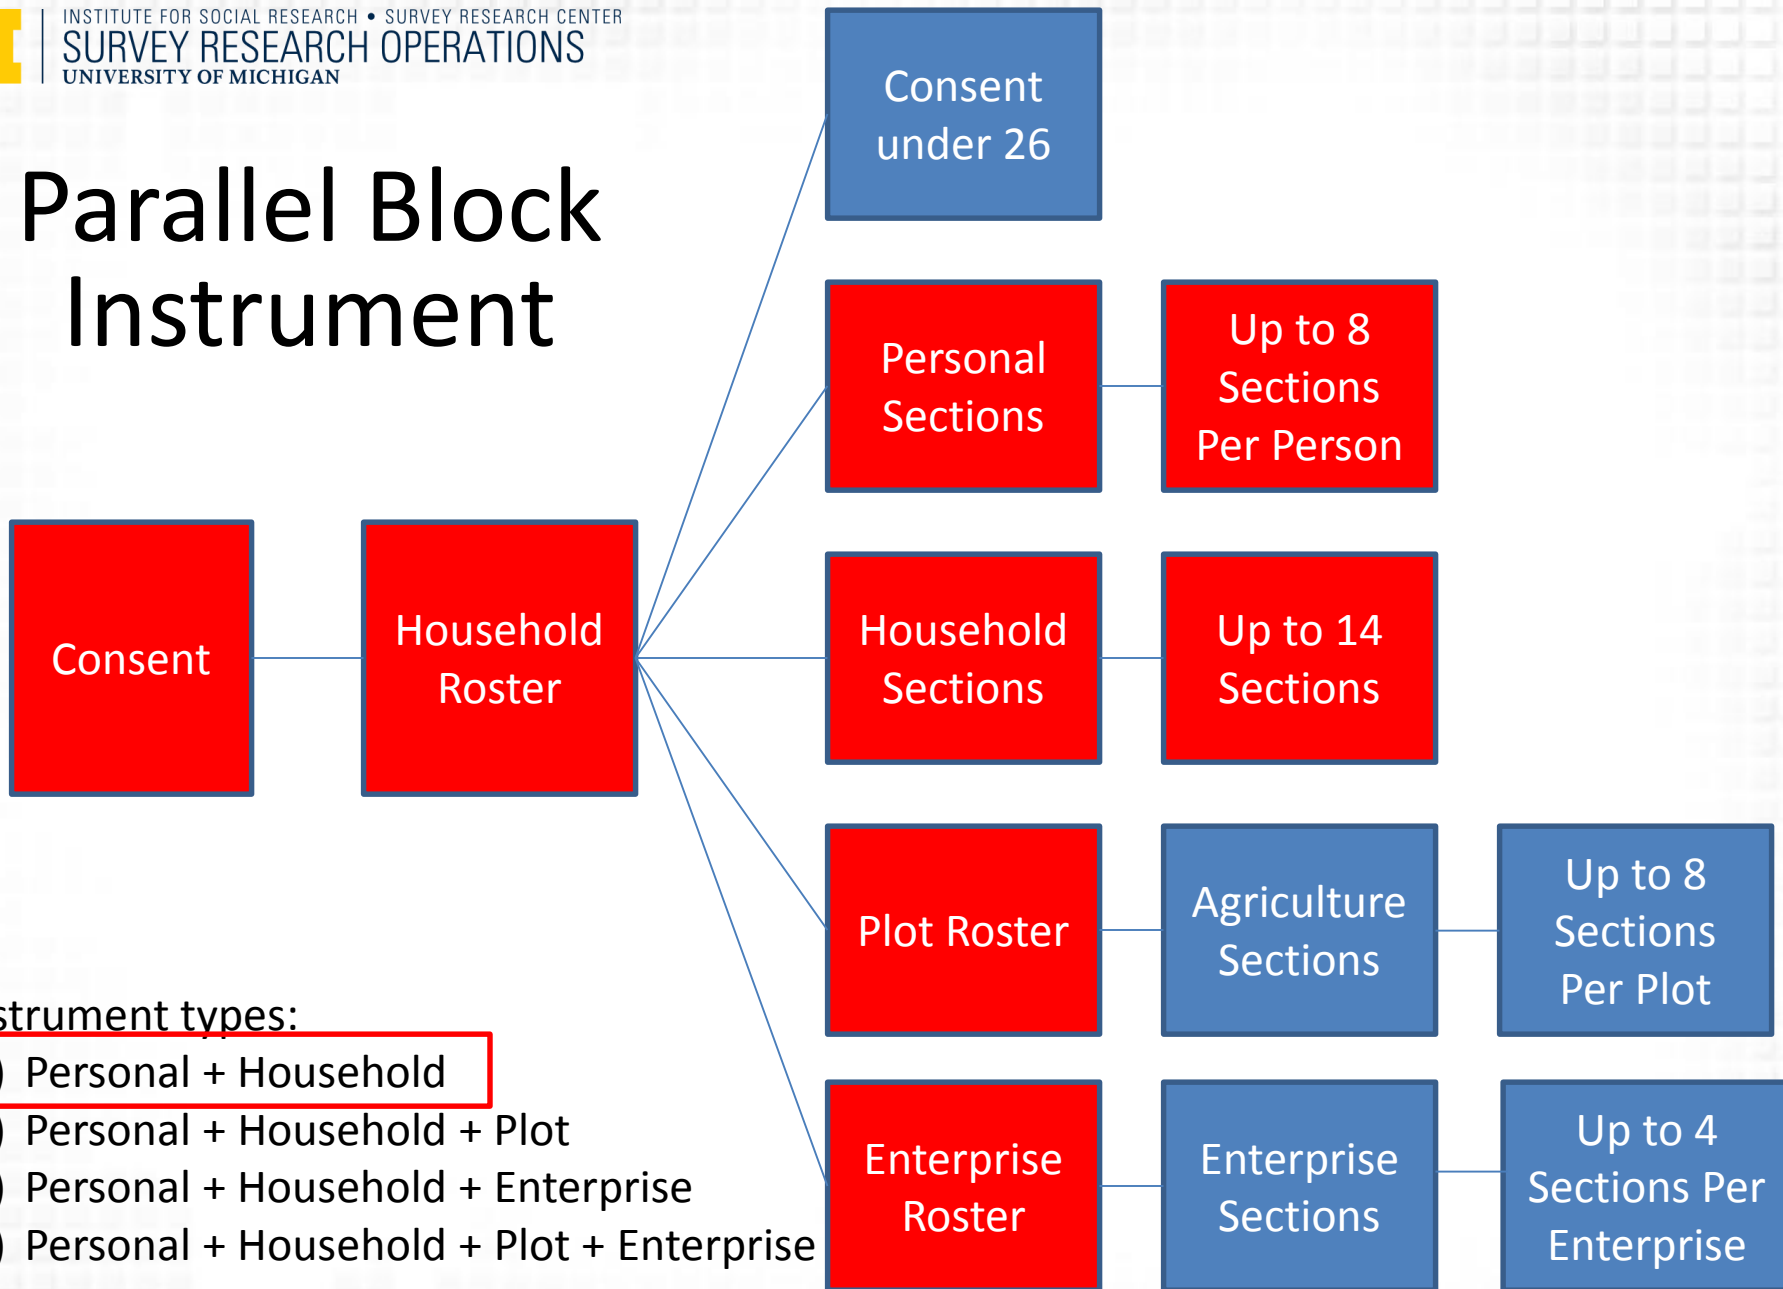 INSTITUTE FOR SOCIAL RESEARCH • SURVEY RESEARCH CENTER
SURVEY RESEARCH OPERATIONS
UNIVERSITY OF MICHIGAN
Parallel Block
Instrument
Consent
under 26
Personal
Sections
Up to 8
Sections
Per Person
Consent
Household
Roster
Household
Sections
Up to 14
Sections
Plot Roster
Agriculture
Sections
Up to 8
Sections
Per Plot
Enterprise
Roster
Enterprise
Sections
Up to 4
Sections Per
Enterprise
strument types:
) Personal + Household
) Personal + Household + Plot
) Personal + Household + Enterprise
) Personal + Household + Plot + Enterprise